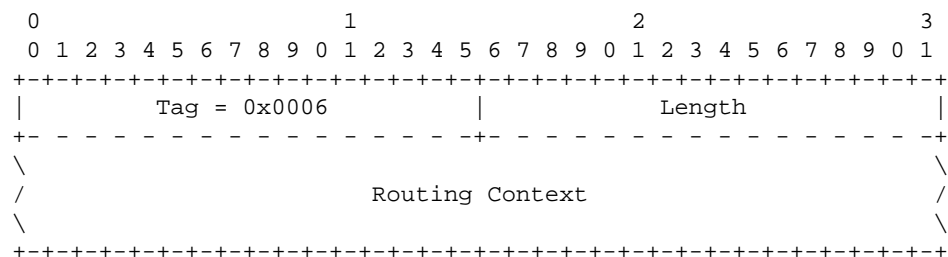 0                   1                   2                   3
 0 1 2 3 4 5 6 7 8 9 0 1 2 3 4 5 6 7 8 9 0 1 2 3 4 5 6 7 8 9 0 1
+-+-+-+-+-+-+-+-+-+-+-+-+-+-+-+-+-+-+-+-+-+-+-+-+-+-+-+-+-+-+-+-+
|         Tag = 0x0006          |            Length             |
+- - - - - - - - - - - - - - - -+- - - - - - - - - - - - - - - -+
\                                                               \
/                        Routing Context                        /
\                                                               \
+-+-+-+-+-+-+-+-+-+-+-+-+-+-+-+-+-+-+-+-+-+-+-+-+-+-+-+-+-+-+-+-+